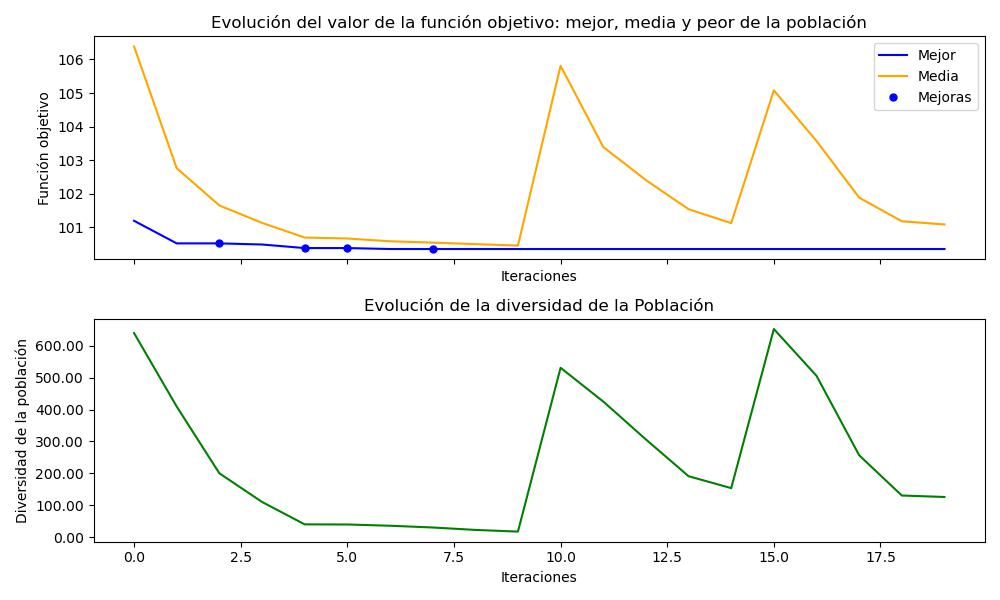 Evolución del valor de la función objetivo: mejor, media y peor de la población
Función objetivo
106
105
104
103
102
101
Mejor
Media
Mejoras
Iteraciones
Evolución de la diversidad de la Población
Diversidad de la población
600.00
500.00
400.00
300.00
200.00
100.00
0.00
0.0 2.5 5.0 7.5 10.0 12.5 15.0 17.5
Iteraciones